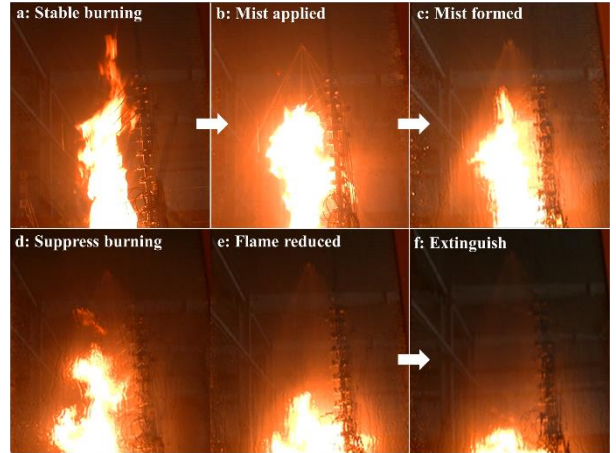 a: Stable burning
b: Mist applied
c: Mist formed
d: Suppress burning
e: Flame reduced
f: Extinguish